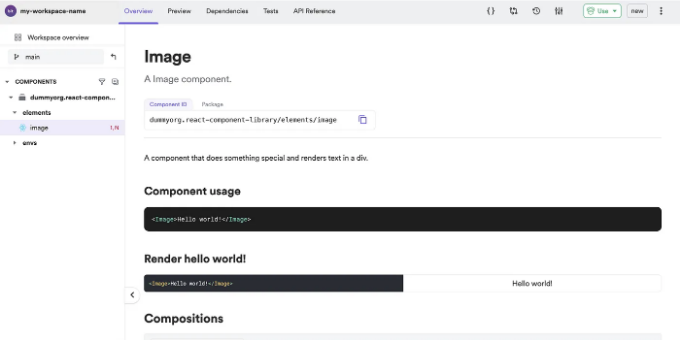 my-workspace-name
Overview Preview Dependencies Tests API Reference
Use new
Workspace overview
main
COMPONENTS
dummyorg.react-compon...
elements
image
envs
Image
A Image component.
Component ID Package
dummyorg.react-component-library/elements/image
A component that does something special and renders text in a div.
Component usage
<Image>Hello world!</Image>
Render hello world!
<Image>Hello world!</Image> Hello world!
Compositions